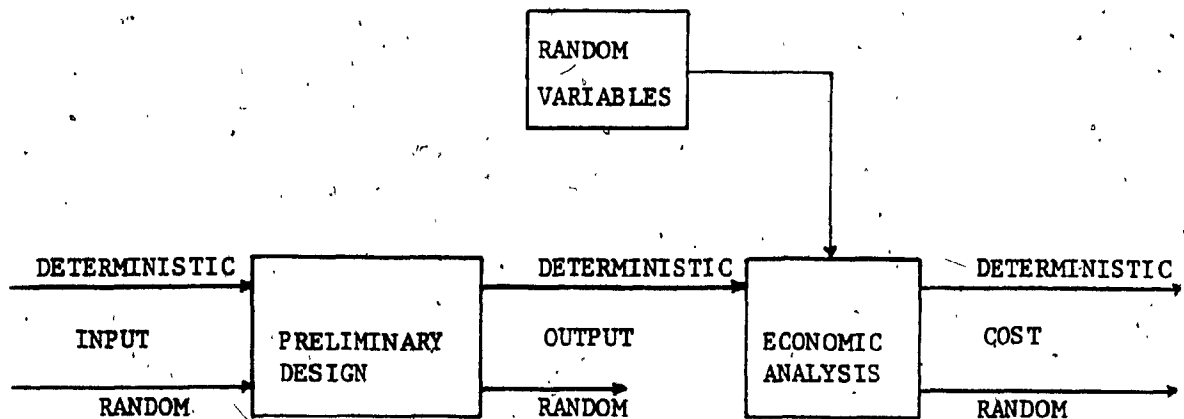 RANDOM
VARIABLES
DETERMINISTIC
INPUT
RANDOM
PRELIMINARY
DESIGN
DETERMINISTIC
OUTPUT
RANDOM
ECONOMIC
ANALYSIS
DETERMINISTIC
COST
RANDOM